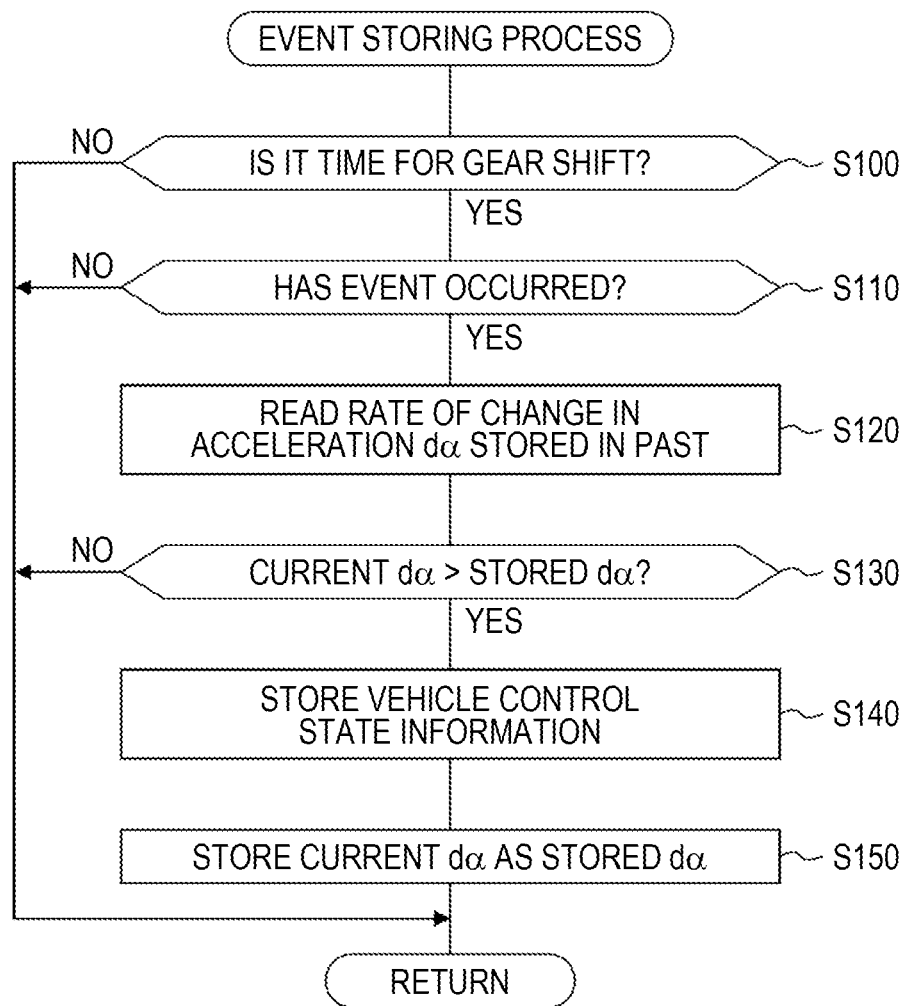 EVENT STORING PROCESS
NO
IS IT TIME FOR GEAR SHIFT?
S100
YES
NO
HAS EVENT OCCURRED?
S110
YES
READ RATE OF CHANGE IN
ACCELERATION dα STORED IN PAST
S120
NO
CURRENT dα > STORED dα?
S130
YES
STORE VEHICLE CONTROL
STATE INFORMATION
S140
STORE CURRENT dα AS STORED dα
S150
RETURN